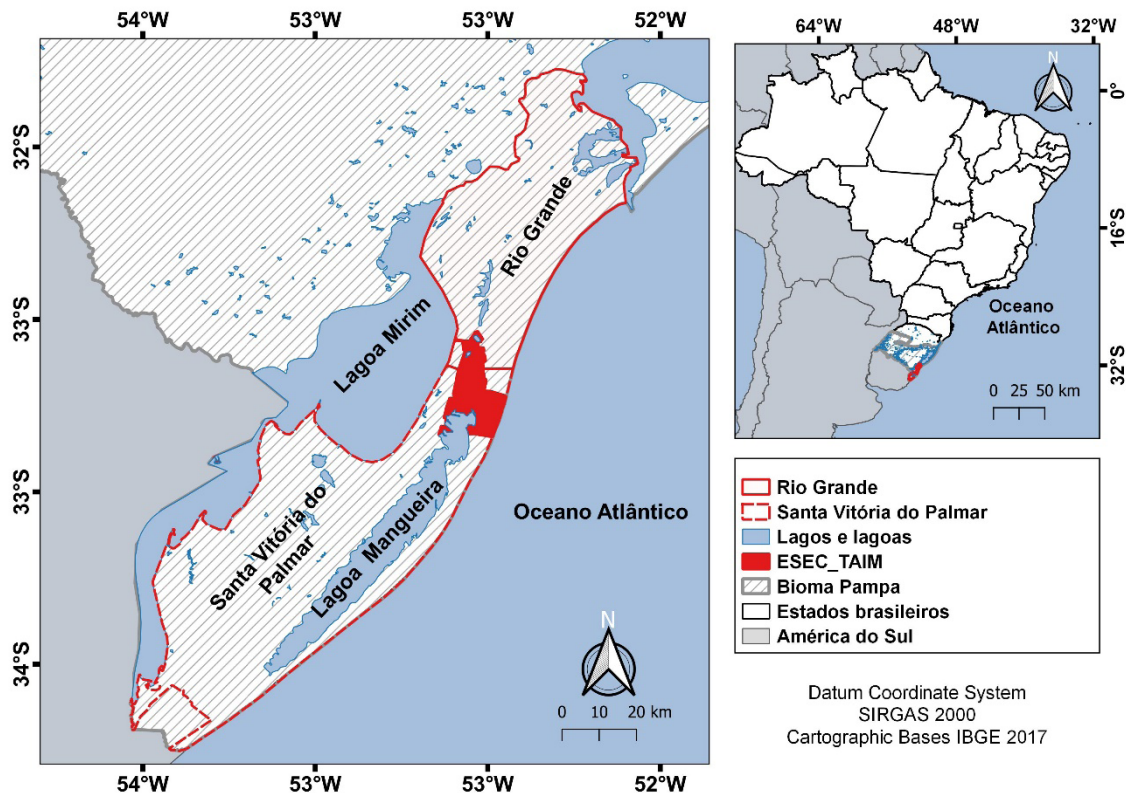 54°W 53°W 53°W 52°W
32°S
33°S
33°S
34°S
Rio Grande
Lagoa Mirim
Santa Vitória do
Palmar
Lagoa Mangueira
Oceano Atlântico
N
0 10 20 km
54°W 53°W 53°W 52°W
64°W 48°W 32°W
N
0°
16°S
32°S
Oceano
Atlântico
0 25 50 km
Rio Grande
Santa Vitória do Palmar
Lagos e lagoas
ESEC_TAIM
Bioma Pampa
Estados brasileiros
América do Sul
Datum Coordinate System
SIRGAS 2000
Cartographic Bases IBGE 2017